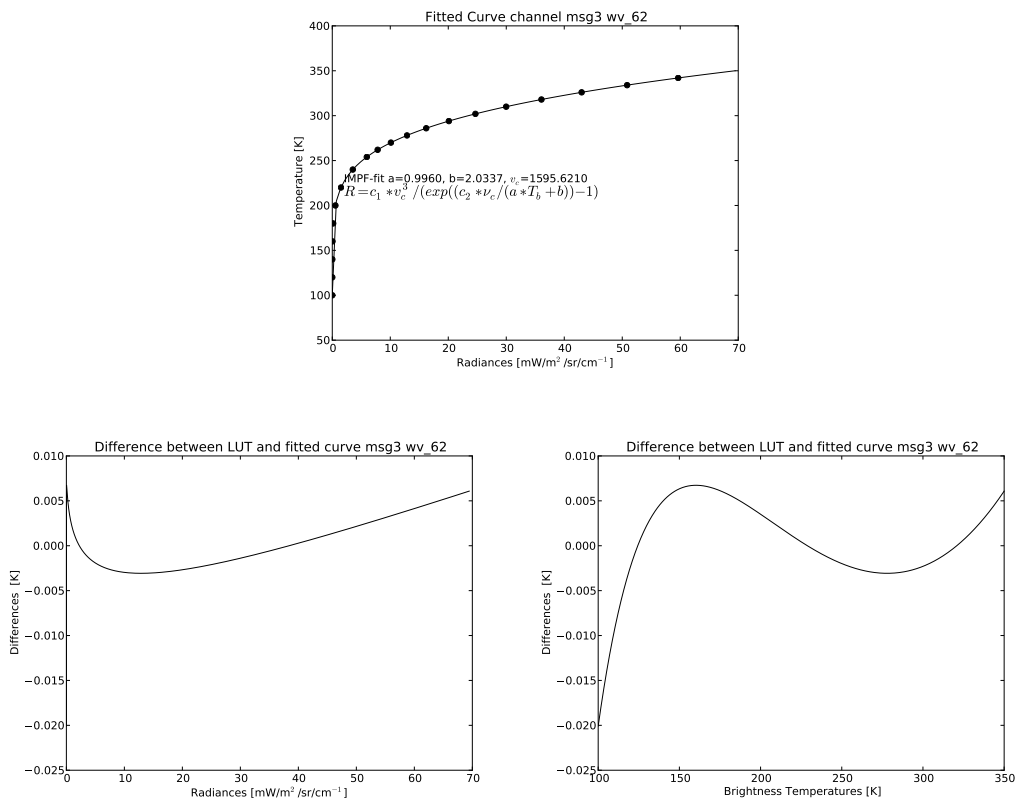 Fitted Curve channel msg3 wv_62
400
350
300
250
200
150
100
50
Temperature [K]
IMPF-fit a=0.9960, b=2.0337, ν_c=1595.6210
R=c_1*ν_c^3/(exp((c_2*ν_c/(a*T_b+b))−1)
0 10 20 30 40 50 60 70
Radiances [mW/m²/sr/cm⁻¹]
Difference between LUT and fitted curve msg3 wv_62
0.010
0.005
0.000
−0.005
−0.010
−0.015
−0.020
−0.025
Differences [K]
0 10 20 30 40 50 60 70
Radiances [mW/m²/sr/cm⁻¹]
Difference between LUT and fitted curve msg3 wv_62
0.010
0.005
0.000
−0.005
−0.010
−0.015
−0.020
−0.025
Differences [K]
100 150 200 250 300 350
Brightness Temperatures [K]